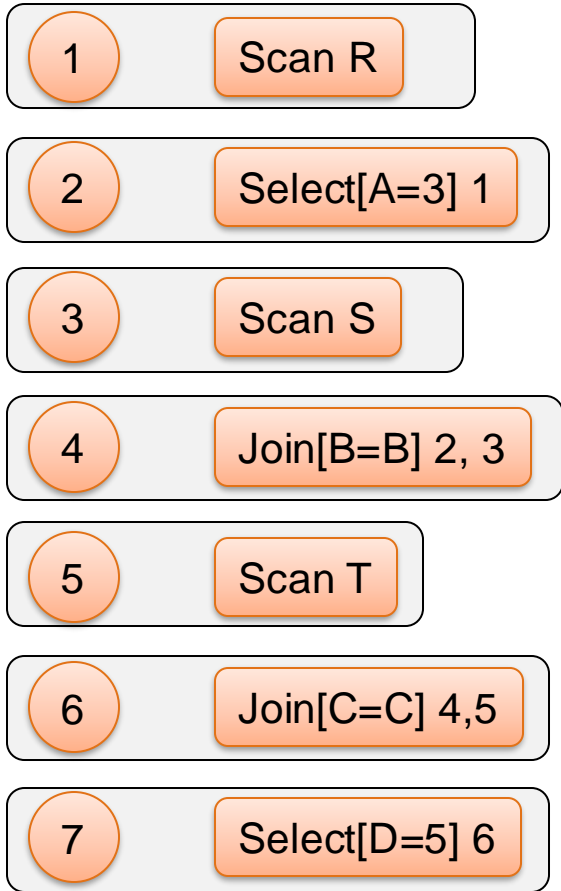 1 Scan R
2 Select[A=3] 1
3 Scan S
4 Join[B=B] 2, 3
5 Scan T
6 Join[C=C] 4,5
7 Select[D=5] 6